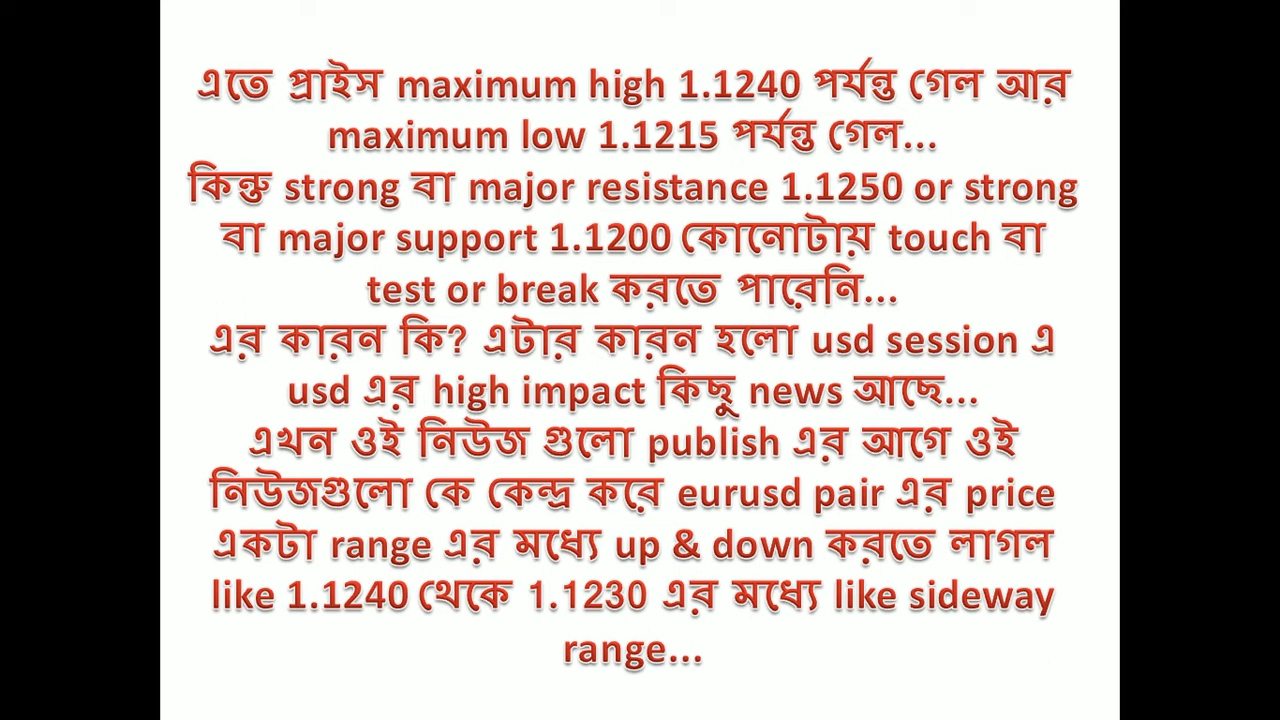 এতে প্রাইস maximum high 1.1240 পর্যন্ত গেল আর
maximum low 1.1215 পর্যন্ত গেল...
কিন্তু strong বা major resistance 1.1250 or strong
বা major support 1.1200 কোনোটায় touch বা
test or break করতে পারেনি...
এর কারন কি? এটার কারন হলো usd session এ
usd এর high impact কিছু news আছে...
এখন ওই নিউজ গুলো publish এর আগে ওই
নিউজগুলো কে কেন্দ্র করে eurusd pair এর price
একটা range এর মধ্যে up & down করতে লাগল
like 1.1240 থেকে 1.1230 এর মধ্যে like sideway
range...